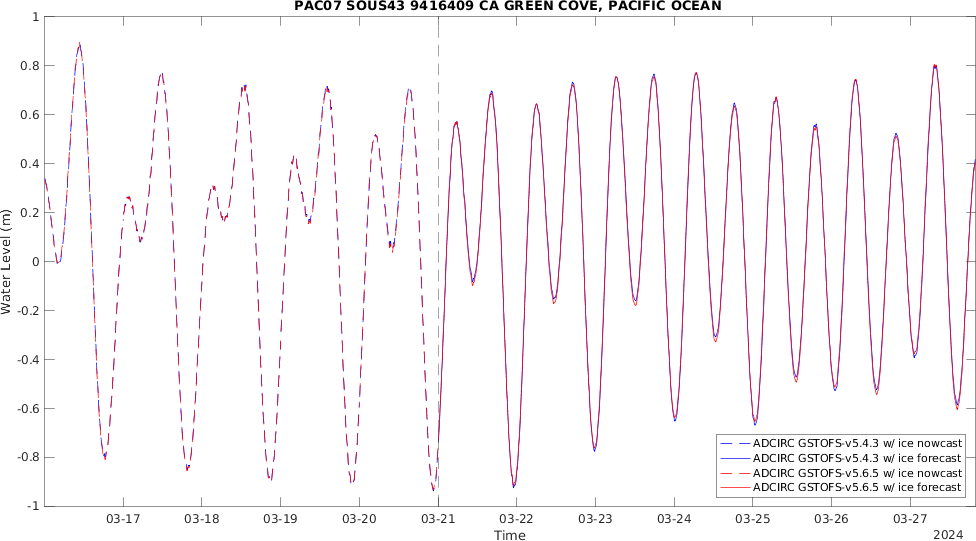 PAC07 SOUS43 9416409 CA GREEN COVE, PACIFIC OCEAN
1
0.8
0.6
0.4
0.2
0
-0.2
-0.4
-0.6
-0.8
-1
Water Level (m)
ADCIRC GSTOFS-v5.4.3 w/ ice nowcast
ADCIRC GSTOFS-v5.4.3 w/ ice forecast
ADCIRC GSTOFS-v5.6.5 w/ ice nowcast
ADCIRC GSTOFS-v5.6.5 w/ ice forecast
03-17 03-18 03-19 03-20 03-21 03-22 03-23 03-24 03-25 03-26 03-27
Time
2024